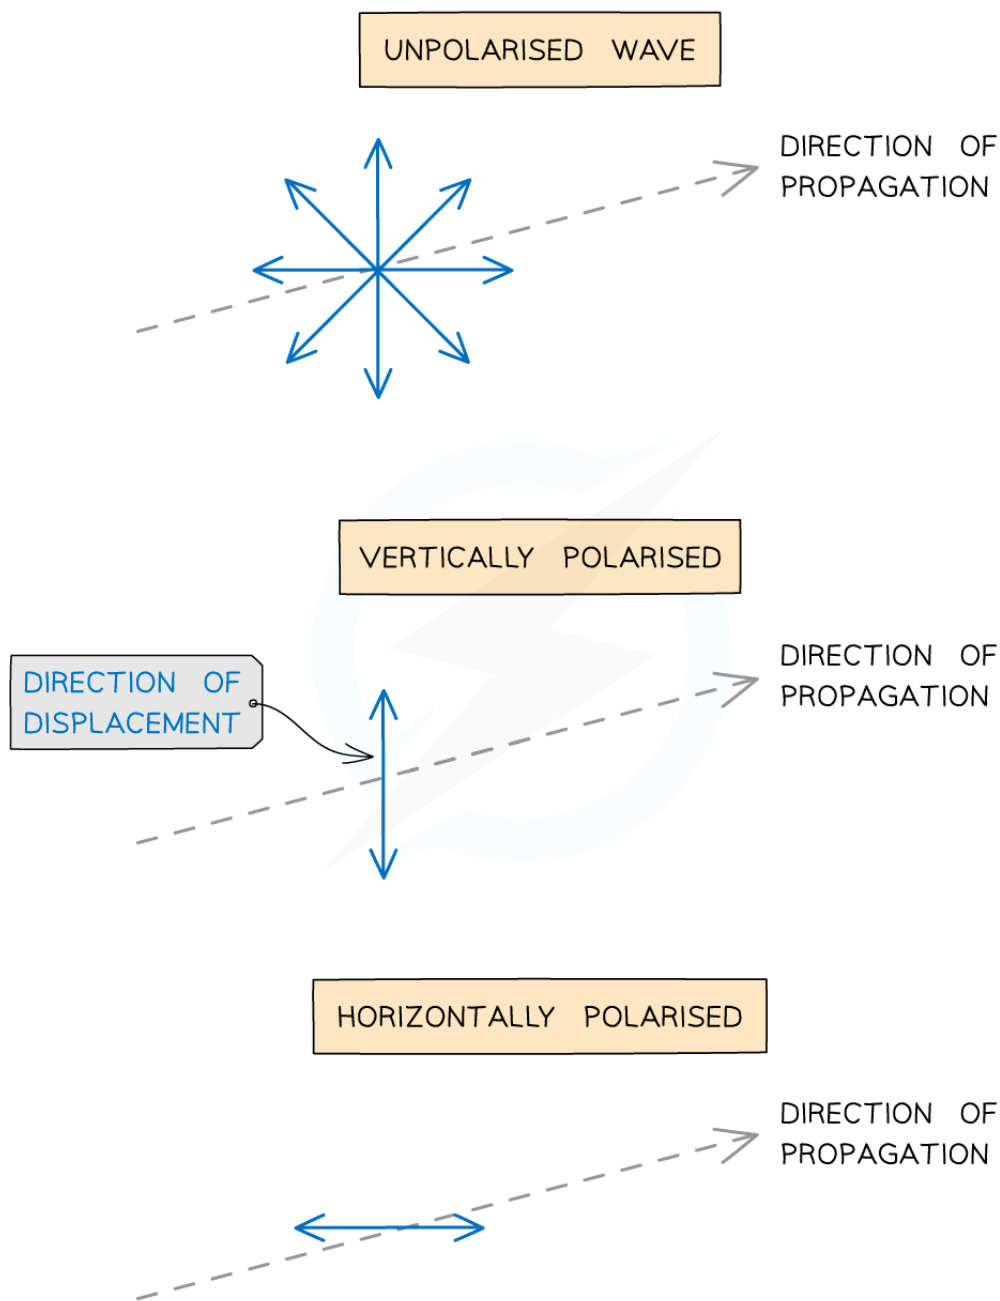 UNPOLARISED WAVE
DIRECTION OF
PROPAGATION
VERTICALLY POLARISED
DIRECTION OF
PROPAGATION
DIRECTION OF
DISPLACEMENT
HORIZONTALLY POLARISED
DIRECTION OF
PROPAGATION